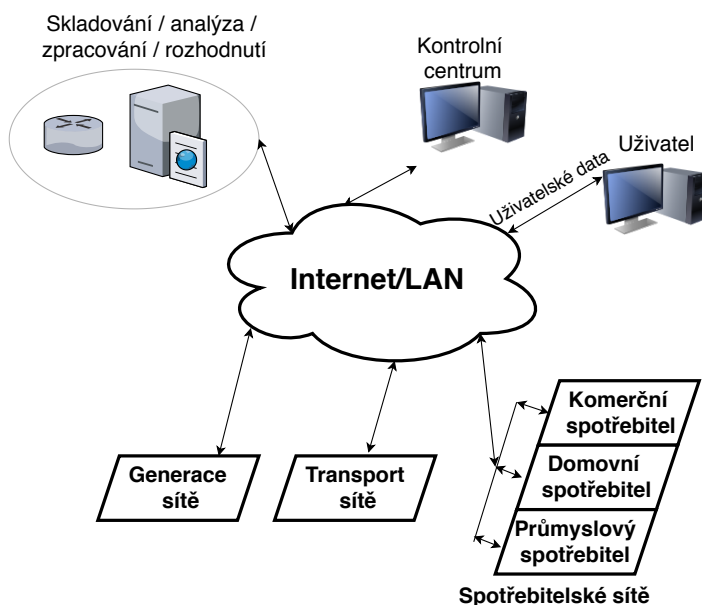 Skladování / analýza /
zpracování / rozhodnutí
Kontrolní
centrum
Uživatel
Uživatelské data
Internet/LAN
Generace
sítě
Transport
sítě
Komerční
spotřebitel
Domovní
spotřebitel
Průmyslový
spotřebitel
Spotřebitelské sítě